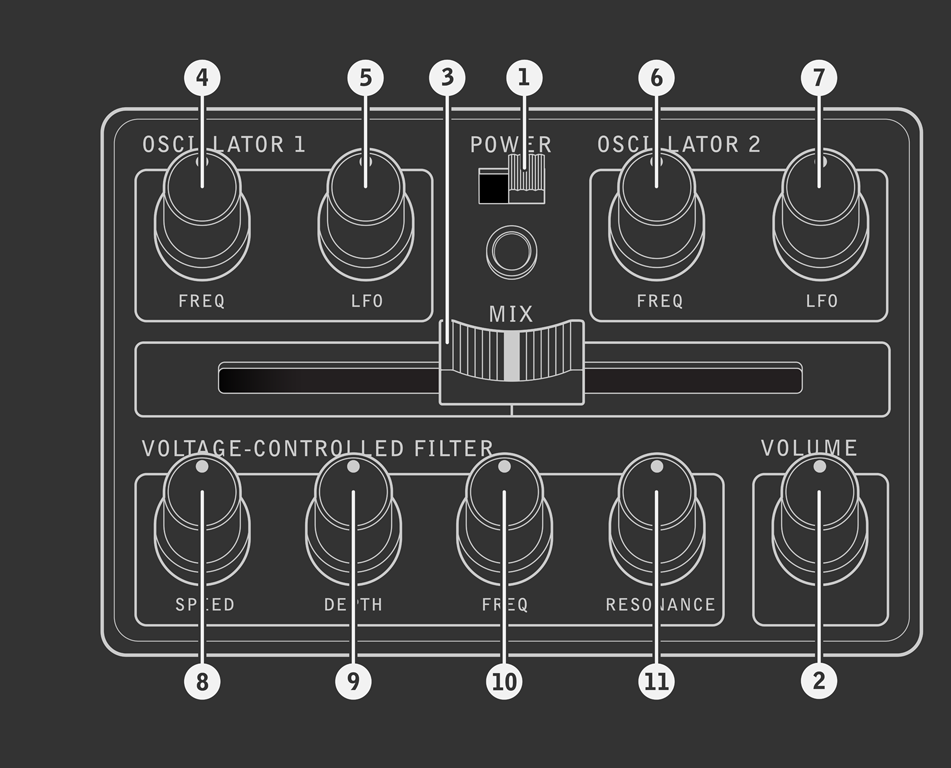 4 5 3 1 6 7
OSCILLATOR 1 POWER OSCILLATOR 2
FREQ LFO FREQ LFO
MIX
VOLTAGE-CONTROLLED FILTER VOLUME
SPEED DEPTH FREQ RESONANCE
8 9 10 11 2